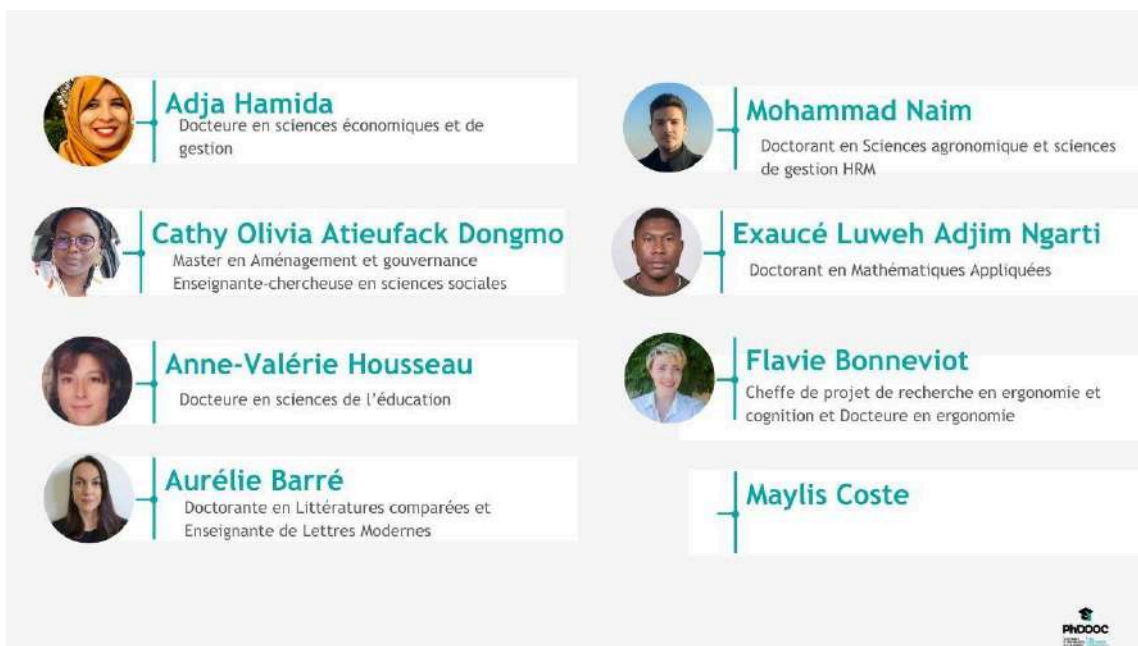 Adja Hamida
Docteure en sciences économiques et de
gestion
Cathy Olivia Atieufack Dongmo
Master en Aménagement et gouvernance
Enseignante-chercheuse en sciences sociales
Anne-Valérie Housseau
Docteure en sciences de l'éducation
Aurélie Barré
Doctorante en Littératures comparées et
Enseignante de Lettres Modernes
Mohammad Naim
Doctorant en Sciences agronomique et sciences
de gestion HRM
Exaucé Luweh Adjim Ngarti
Doctorant en Mathématiques Appliquées
Flavie Bonneviot
Cheffe de projet de recherche en ergonomie et
cognition et Docteure en ergonomie
Maylis Coste
PhDOOC